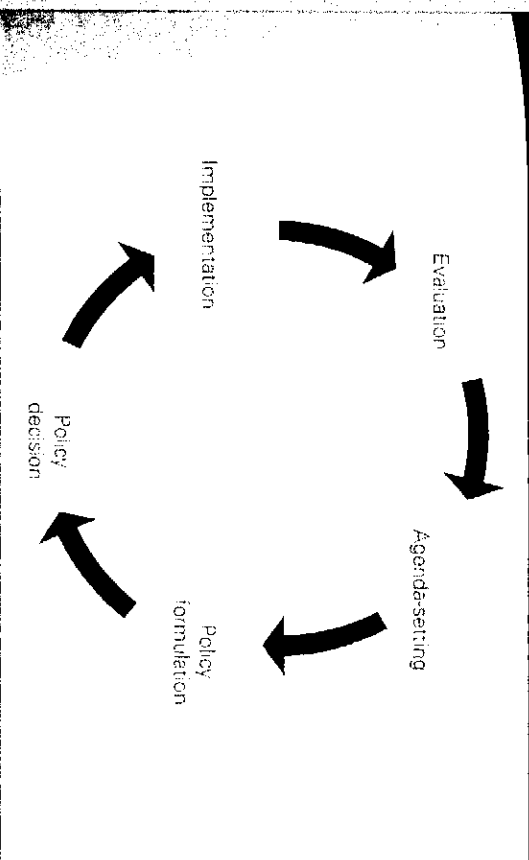 Agenda-setting
Policy
formulation
Policy
decision
Implementation
Evaluation